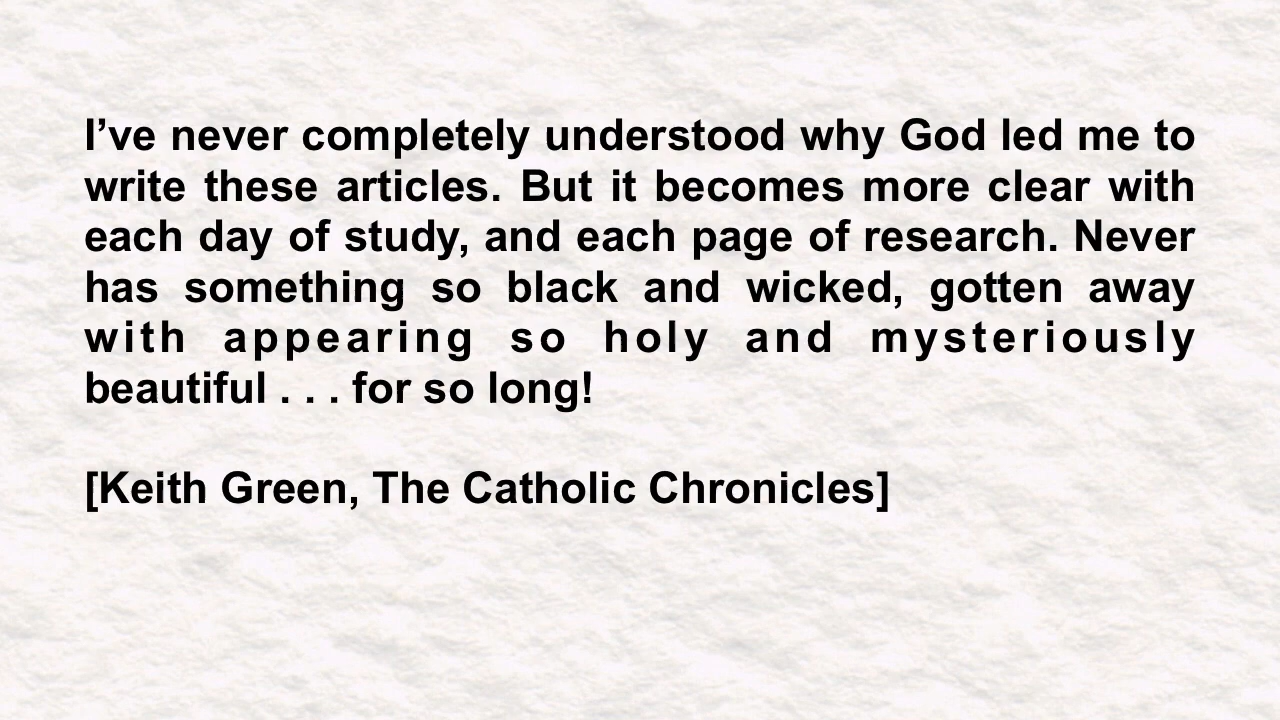 I’ve never completely understood why God led me to
write these articles. But it becomes more clear with
each day of study, and each page of research. Never
has something so black and wicked, gotten away
with appearing so holy and mysteriously
beautiful . . . for so long!
[Keith Green, The Catholic Chronicles]